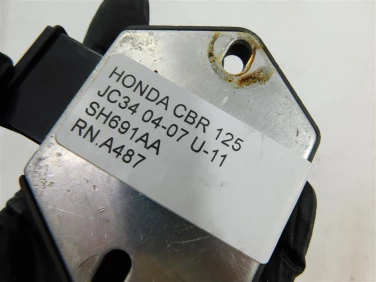 HONDA CBR 125
JC34 04-07 U-11
SH691AA
RN.A487